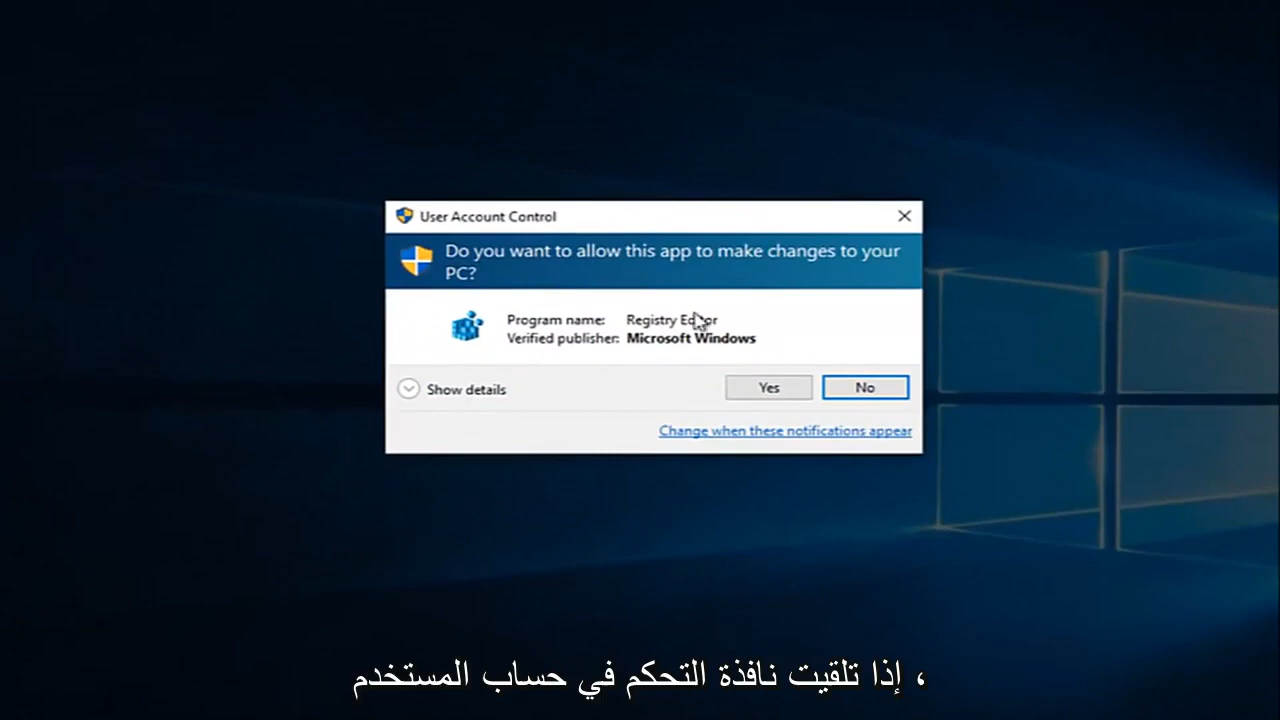 User Account Control
Do you want to allow this app to make changes to your
PC?
Program name: Registry Editor
Verified publisher: Microsoft Windows
Show details
Yes
No
Change when these notifications appear
، إذا تلقيت نافذة التحكم في حساب المستخدم